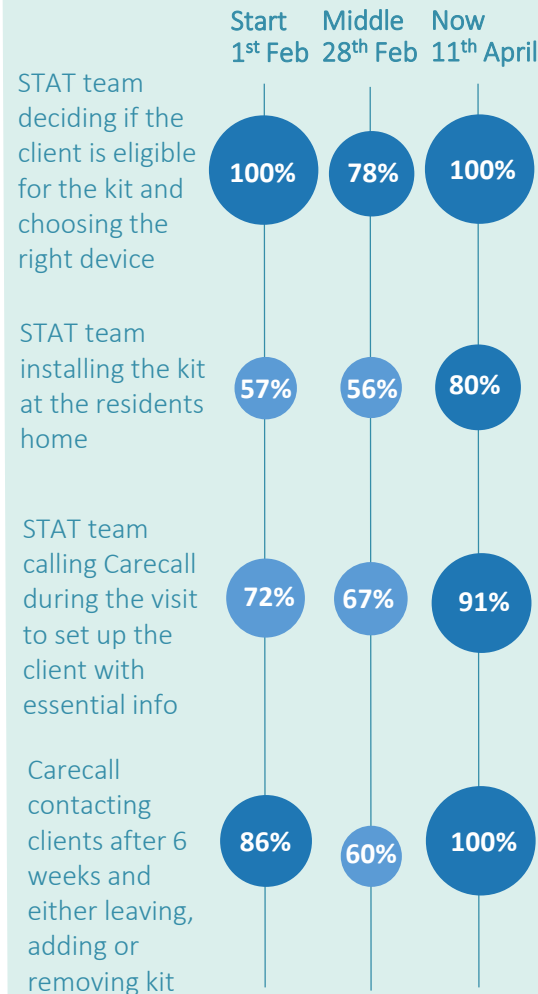 Start Middle Now
1st Feb 28th Feb 11th April
STAT team
deciding if the
client is eligible
for the kit and
choosing the
right device
100% 78% 100%
STAT team
installing the kit
at the residents
home
57% 56% 80%
STAT team
calling Carecall
during the visit
to set up the
client with
essential info
72% 67% 91%
Carecall
contacting
clients after 6
weeks and
either leaving,
adding or
removing kit
86% 60% 100%